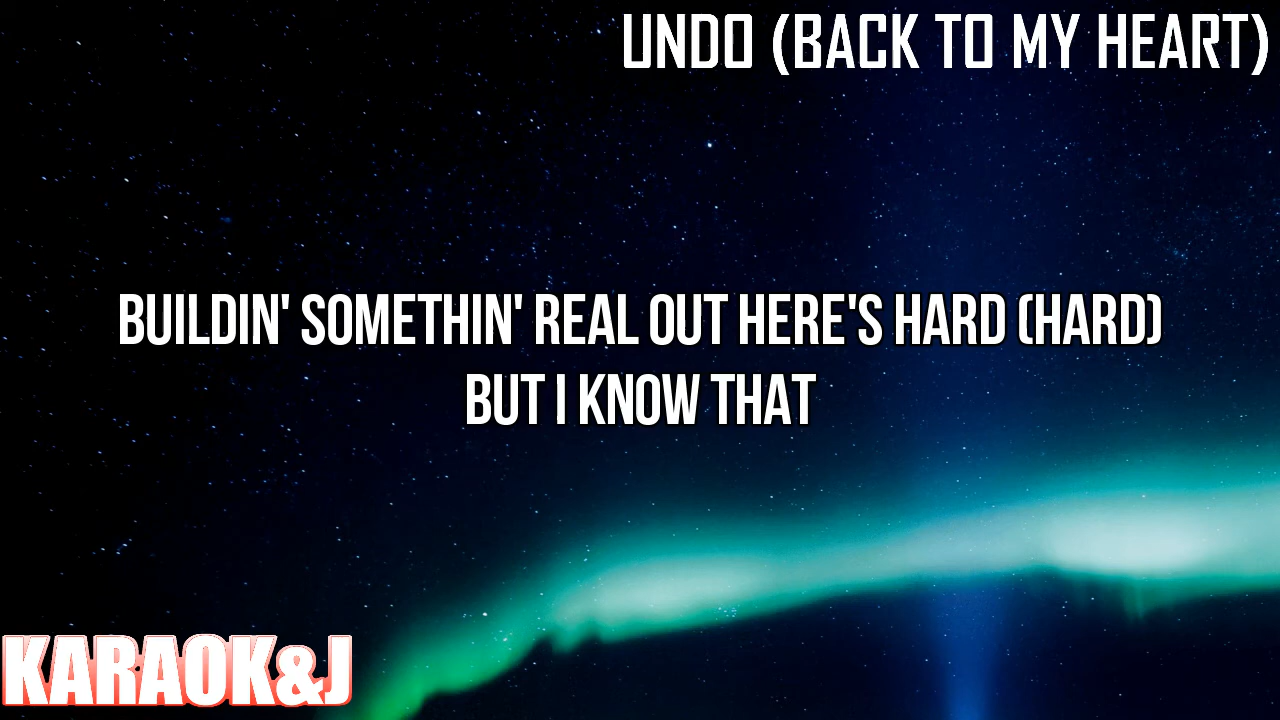 UNDO (BACK TO MY HEART)
BUILDIN' SOMETHIN' REAL OUT HERE'S HARD (HARD)
BUT I KNOW THAT
KARAOK&J